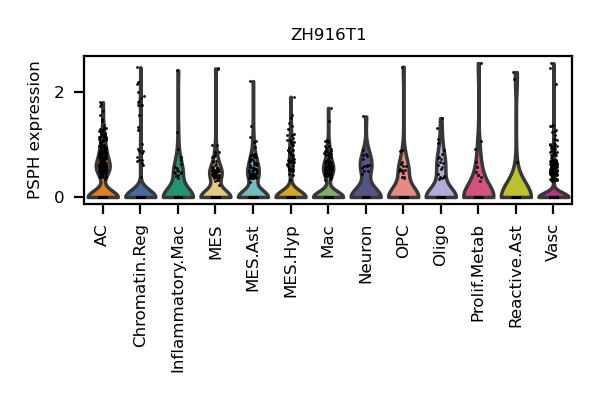 ZH916T1
PSPH expression
2
0
AC
Chromatin.Reg
Inflammatory.Mac
MES
MES.Ast
MES.Hyp
Mac
Neuron
OPC
Oligo
Prolif.Metab
Reactive.Ast
Vasc